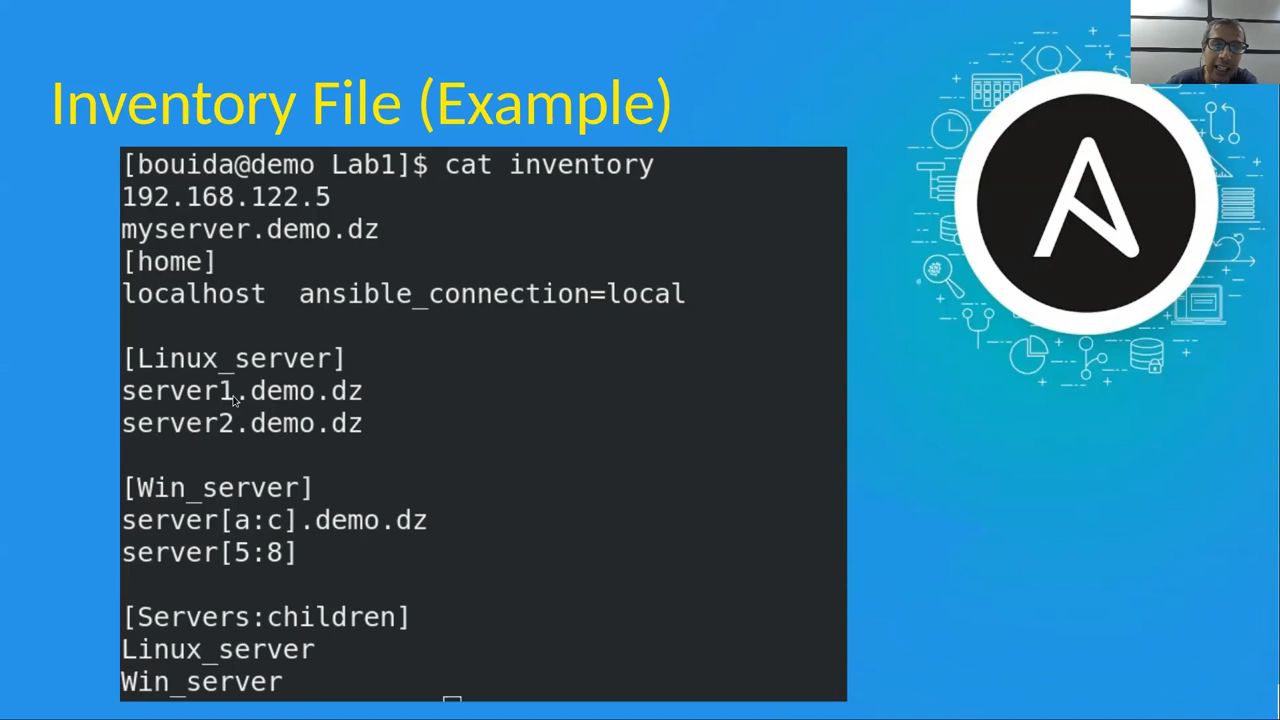 Inventory File (Example)
[bouida@demo Lab1]$ cat inventory
192.168.122.5
myserver.demo.dz
[home]
localhost  ansible_connection=local
[Linux_server]
server1.demo.dz
server2.demo.dz
[Win_server]
server[a:c].demo.dz
server[5:8]
[Servers:children]
Linux_server
Win_server